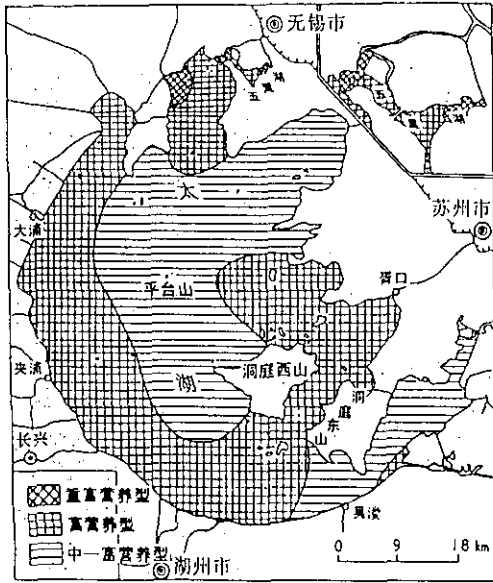 无锡市
五里湖
五里湖
太
湖
大浦
苏州市
胥口
平台山
洞庭西山
洞庭东山
夹浦
长兴
重富营养型
富营养型
中一富营养型
湖州市
0 9 18 km